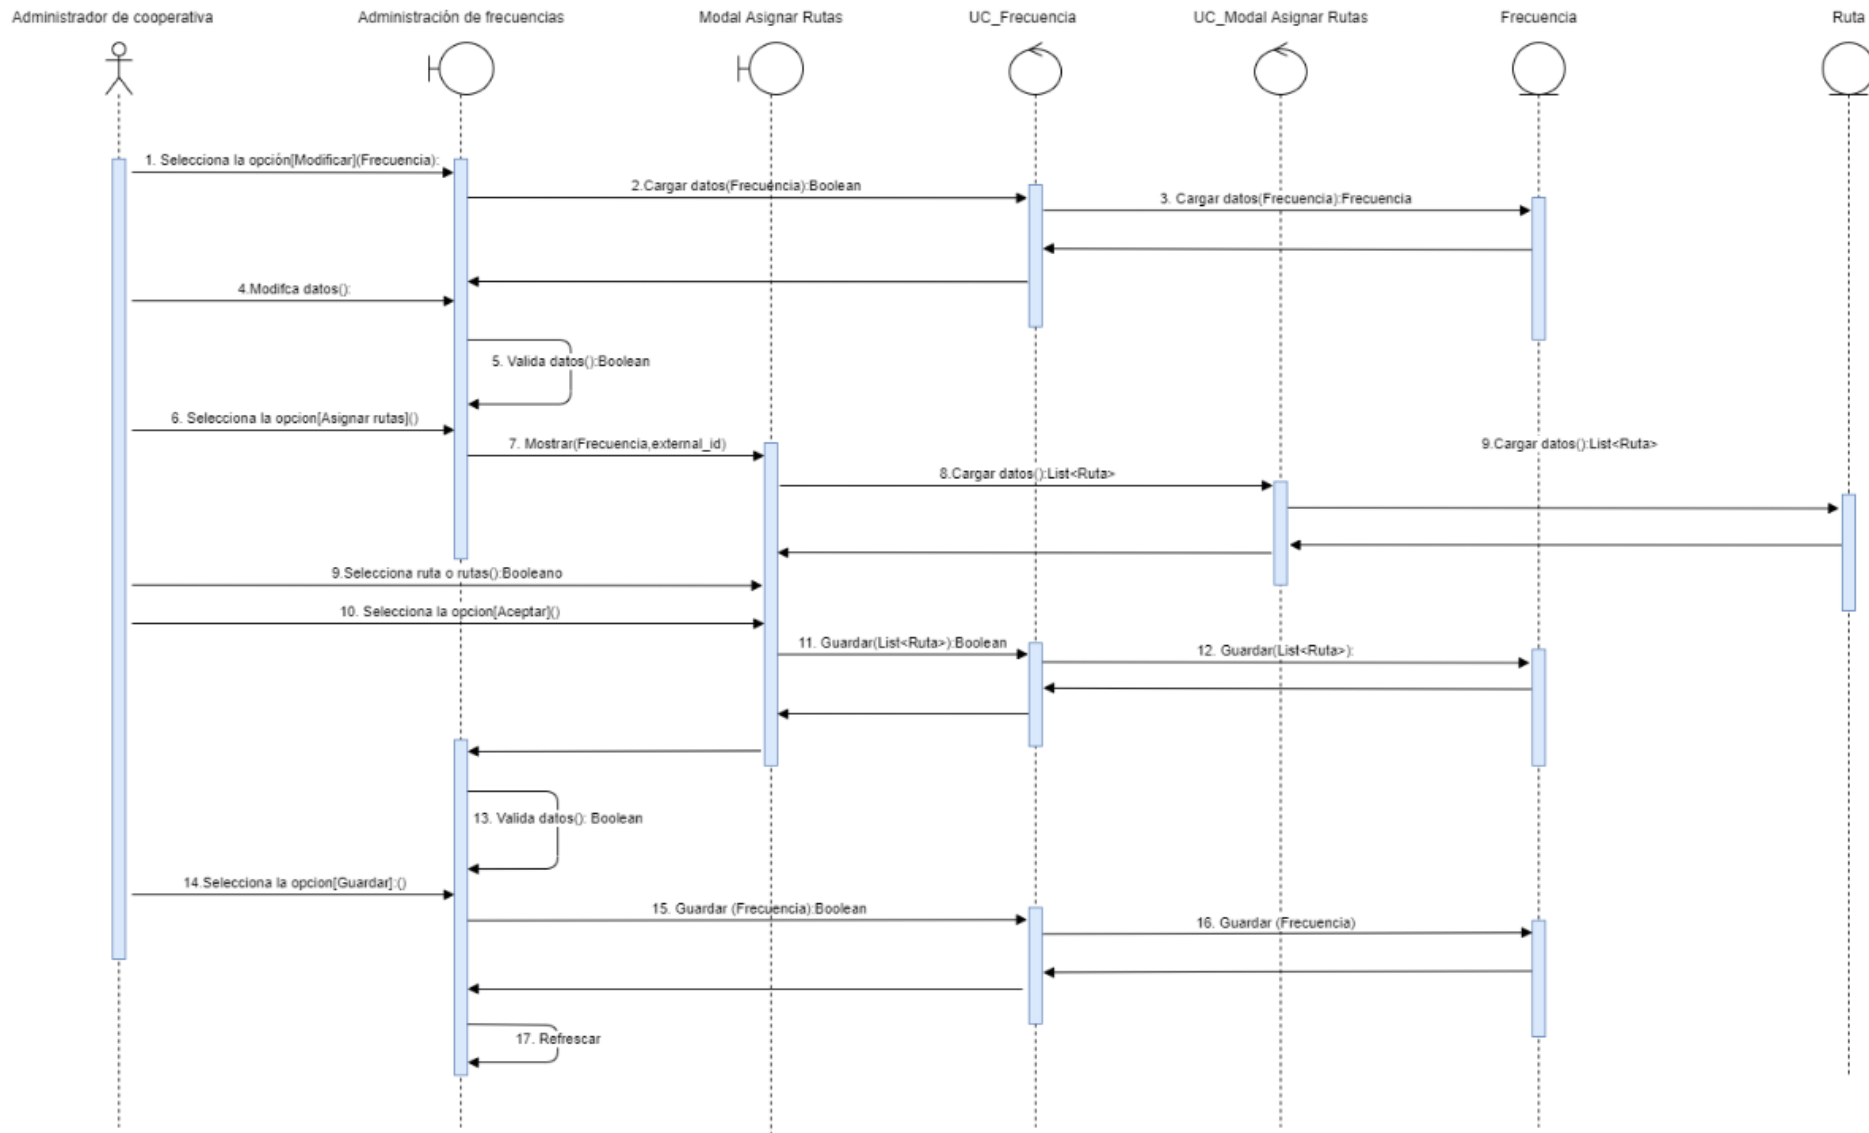 Administrador de cooperativa
Administración de frecuencias
Modal Asignar Rutas
UC_Frecuencia
UC_Modal Asignar Rutas
Frecuencia
Ruta
1. Selecciona la opción[Modificar](Frecuencia):
2.Cargar datos(Frecuencia):Boolean
3. Cargar datos(Frecuencia):Frecuencia
4.Modifca datos():
5. Valida datos():Boolean
6. Selecciona la opcion[Asignar rutas]()
7. Mostrar(Frecuencia,external_id)
9.Cargar datos():List<Ruta>
8.Cargar datos():List<Ruta>
9.Selecciona ruta o rutas():Booleano
10. Selecciona la opcion[Aceptar]()
11. Guardar(List<Ruta>):Boolean
12. Guardar(List<Ruta>):
13. Valida datos(): Boolean
14.Selecciona la opcion[Guardar]:()
15. Guardar (Frecuencia):Boolean
16. Guardar (Frecuencia)
17. Refrescar